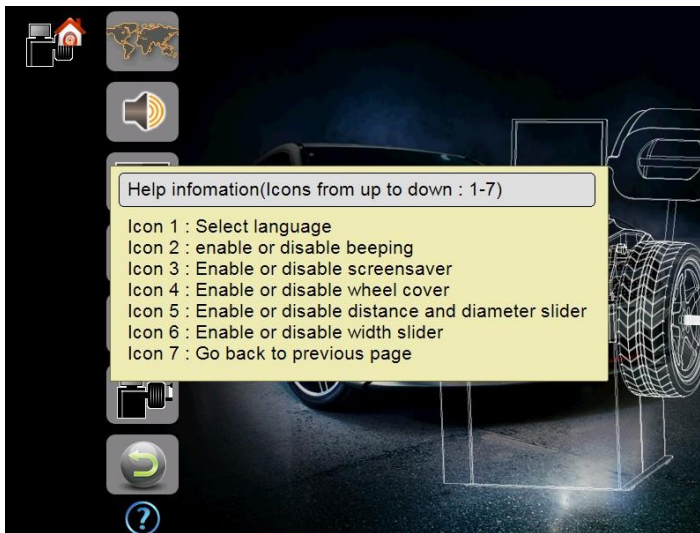 Help infomation(Icons from up to down : 1-7)
Icon 1 : Select language
Icon 2 : enable or disable beeping
Icon 3 : Enable or disable screensaver
Icon 4 : Enable or disable wheel cover
Icon 5 : Enable or disable distance and diameter slider
Icon 6 : Enable or disable width slider
Icon 7 : Go back to previous page
?